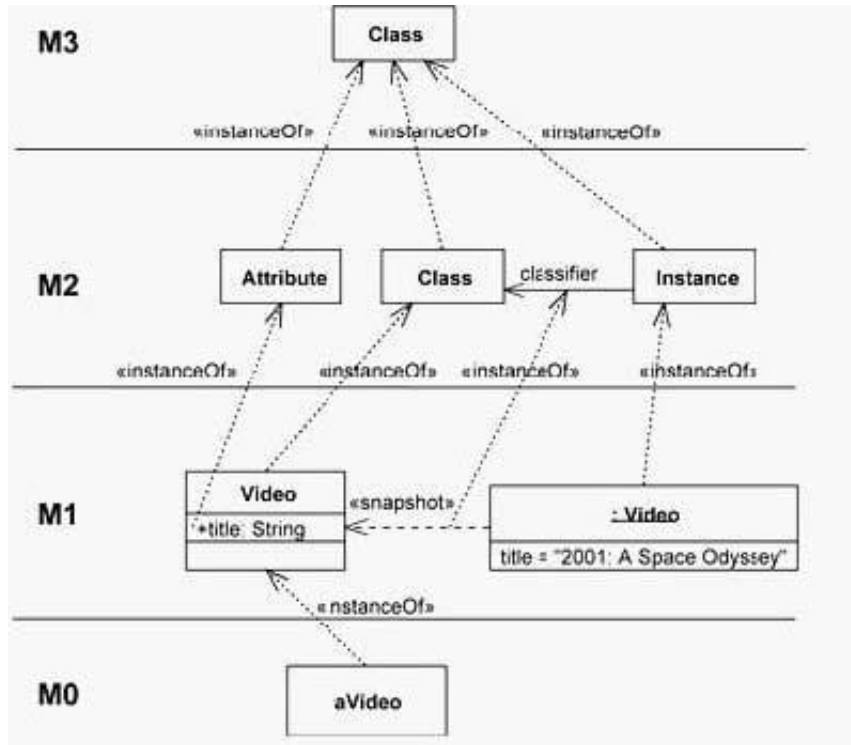 M3
Class
«instanceOf» «instanceOf» «instanceOf»
M2
Attribute Class classifier Instance
«instanceOf» «instanceOf» «instanceOf» «instanceOf»
M1
Video
«snapshot»
: Video
+title: String
title = "2001: A Space Odyssey"
«nstanceOf»
M0
aVideo